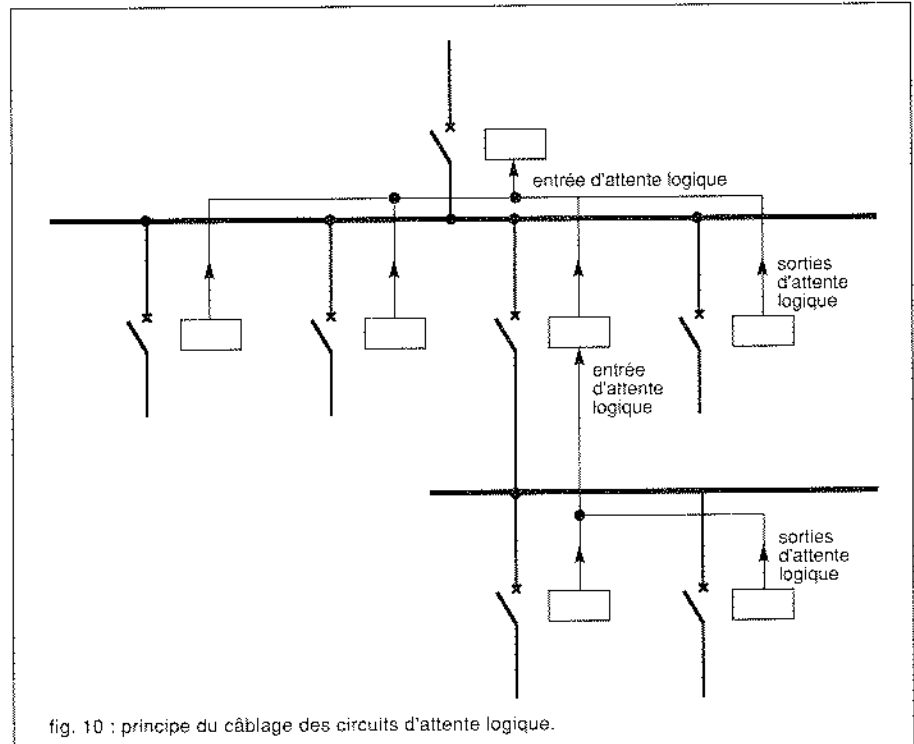 entrée d'attente logique
sorties
d'attente
logique
entrée
d'attente
logique
sorties
d'attente
logique
fig. 10 : principe du câblage des circuits d'attente logique.